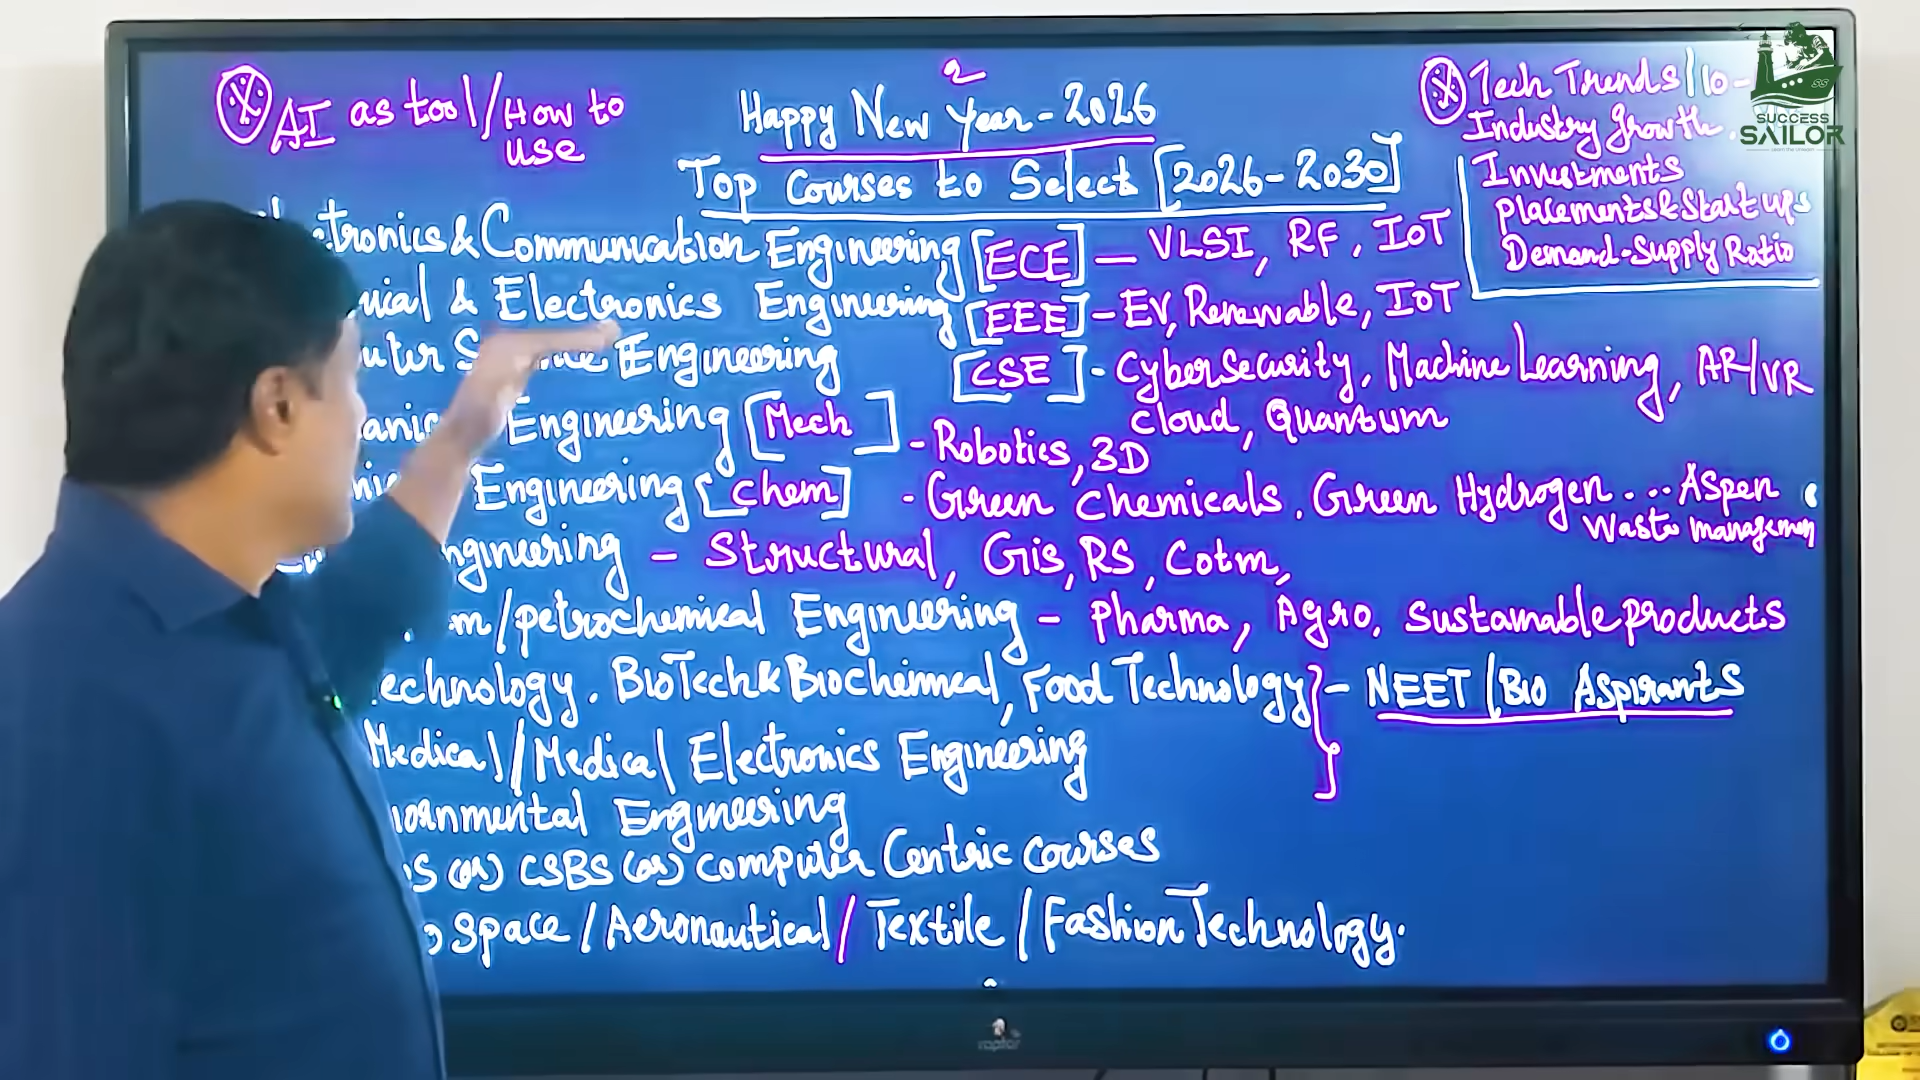 AI as tool/How to use
2
Happy New Year-2026
Top Courses to Select [2026-2030]
Tech Trends/10-
Industry Growth.
Investments
Placements & Startups
Demand-Supply Ratio
SUCCESS
SAILOR
ctronics & Communication Engineering [ECE] — VLSI, RF, IoT
& Electronics Engineering [EEE] - EV, Renewable, IoT
Engineering [CSE] - CyberSecurity, Machine Learning, AR/VR
Cloud, Quantum
Engineering [Mech] - Robotics, 3D
Engineering [Chem] - Green Chemicals. Green Hydrogen ... Aspen
Waste management
ngineering - Structural, Gis, RS, Cotm,
m/petrochemical Engineering - Pharma, Agro, Sustainable products
echnology. BioTech & Biochemical, Food Technology - NEET/Bio Aspirants
Medical/Medical Electronics Engineering
ironmental Engineering
S (or) CSBS (or) Computer Centric courses
o space/Aeronautical/Textile/Fashion Technology.
raptor